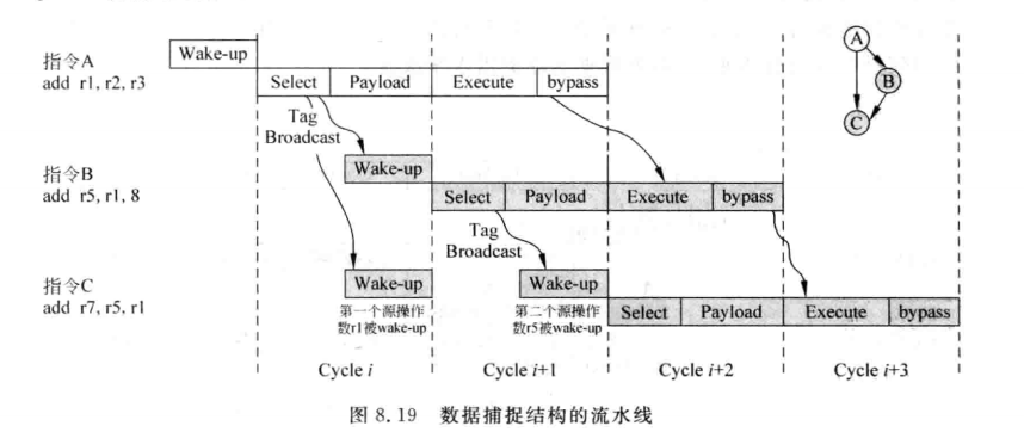 A
B
C
指令A
add r1, r2, r3
Wake-up
Select Payload Execute bypass
Tag
Broadcast
指令B
add r5, r1, 8
Wake-up
Select Payload Execute bypass
Tag
Broadcast
指令C
add r7, r5, r1
Wake-up
第一个源操作
数r1被wake-up
Wake-up
第二个源操作
数r5被wake-up
Select Payload Execute bypass
Cycle i Cycle i+1 Cycle i+2 Cycle i+3
图 8.19 数据捕捉结构的流水线